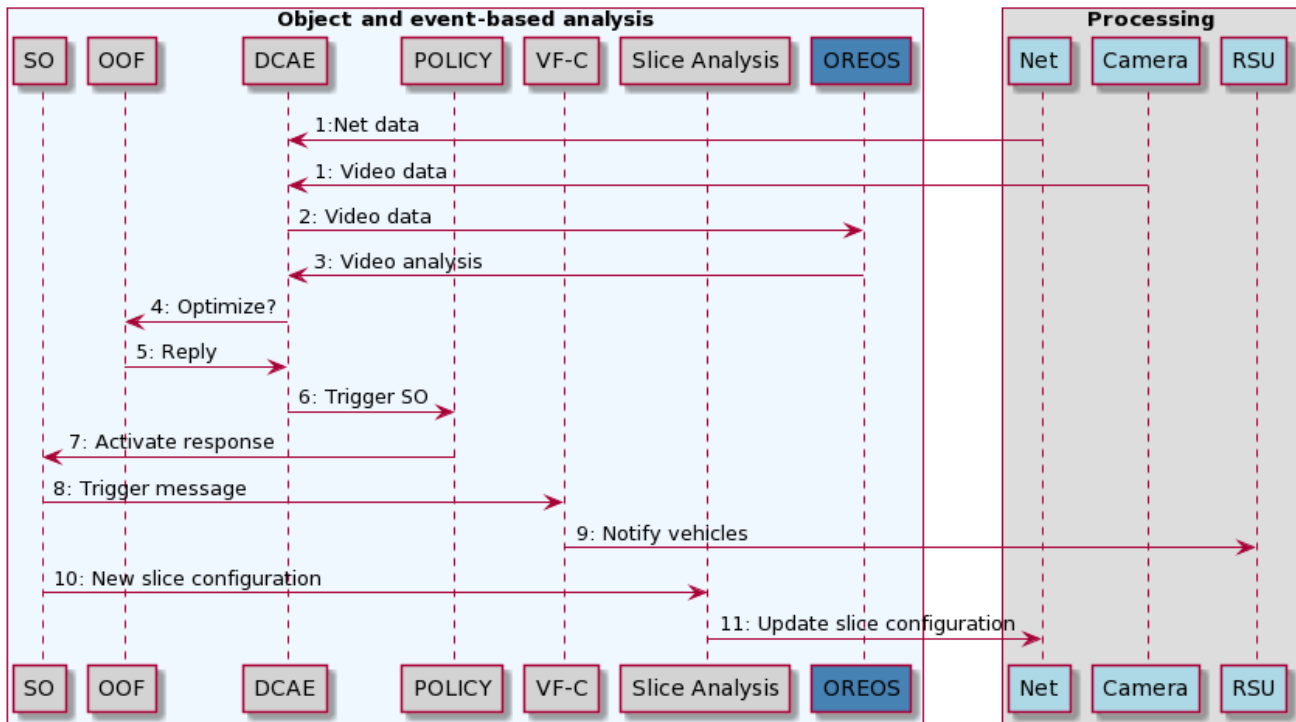 Object and event-based analysis
Processing
SO
OOF
DCAE
POLICY
VF-C
Slice Analysis
OREOS
Net
Camera
RSU
1:Net data
1: Video data
2: Video data
3: Video analysis
4: Optimize?
5: Reply
6: Trigger SO
7: Activate response
8: Trigger message
9: Notify vehicles
10: New slice configuration
11: Update slice configuration
SO
OOF
DCAE
POLICY
VF-C
Slice Analysis
OREOS
Net
Camera
RSU